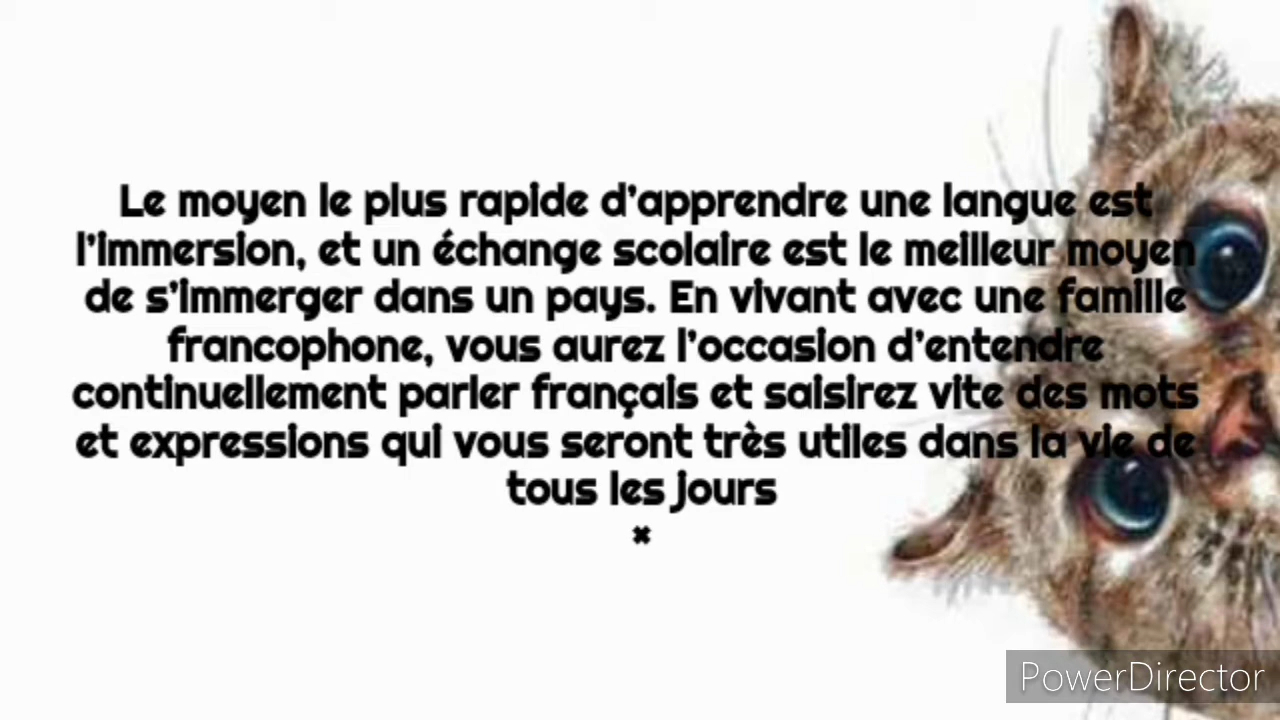 Le moyen le plus rapide d'apprendre une langue est
l'immersion, et un échange scolaire est le meilleur moyen
de s'immerger dans un pays. En vivant avec une famille
francophone, vous aurez l'occasion d'entendre
continuellement parler français et saisirez vite des mots
et expressions qui vous seront très utiles dans la vie de
tous les jours
*
PowerDirector